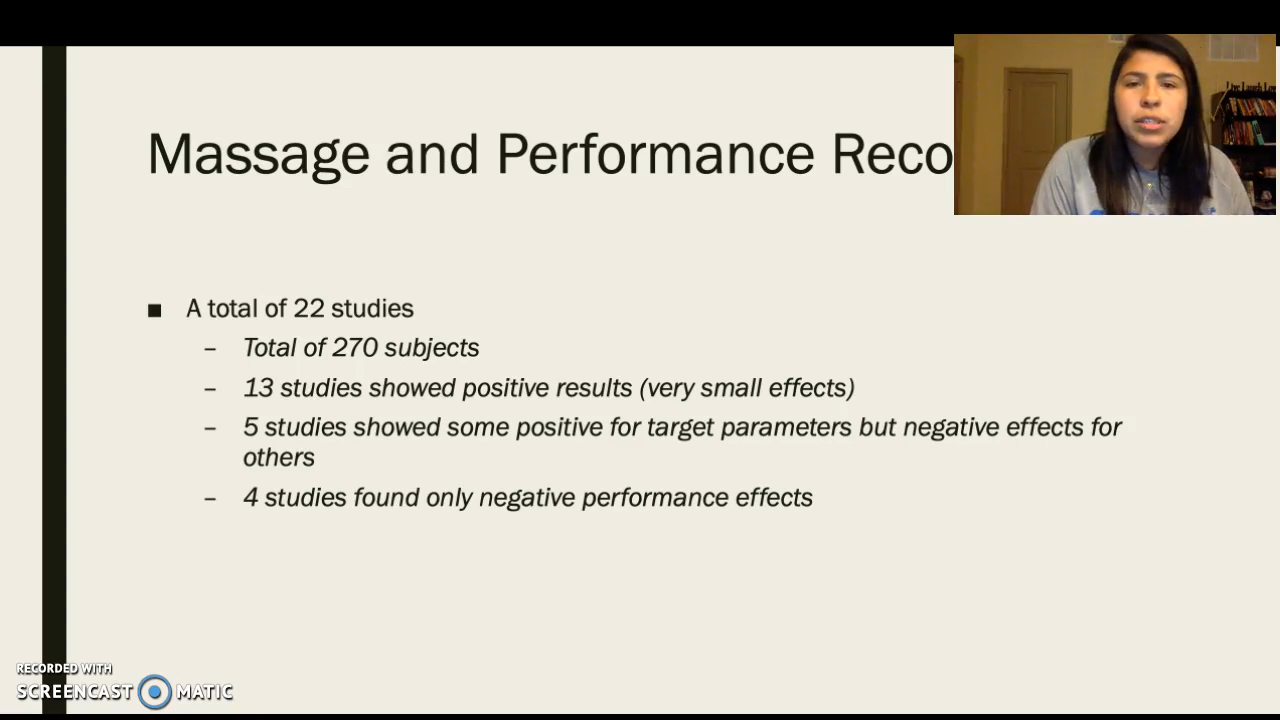 Massage and Performance Reco
■ A total of 22 studies
– Total of 270 subjects
– 13 studies showed positive results (very small effects)
– 5 studies showed some positive for target parameters but negative effects for
others
– 4 studies found only negative performance effects
RECORDED WITH
SCREENCAST MATIC